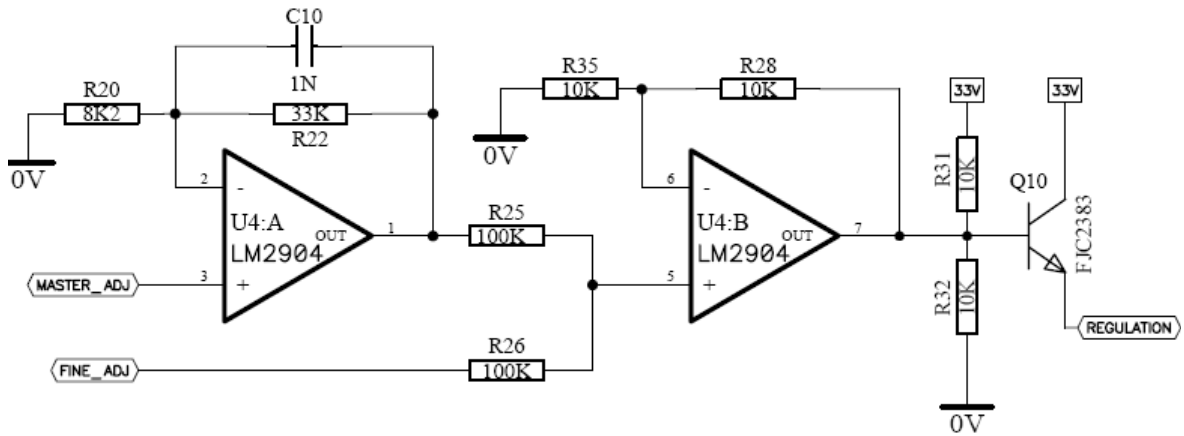 C10
1N
R20
8K2
33K
R22
0V
2
-
U4:A
OUT
LM2904
1
3
+
MASTER_ADJ
R25
100K
R26
100K
FINE_ADJ
R35
10K
R28
10K
0V
6
-
U4:B
OUT
LM2904
7
5
+
33V
33V
R31
10K
Q10
FJC2383
R32
10K
REGULATION
0V